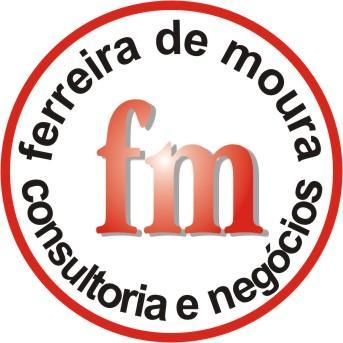 ferreira de moura
fm
consultoria e negócios